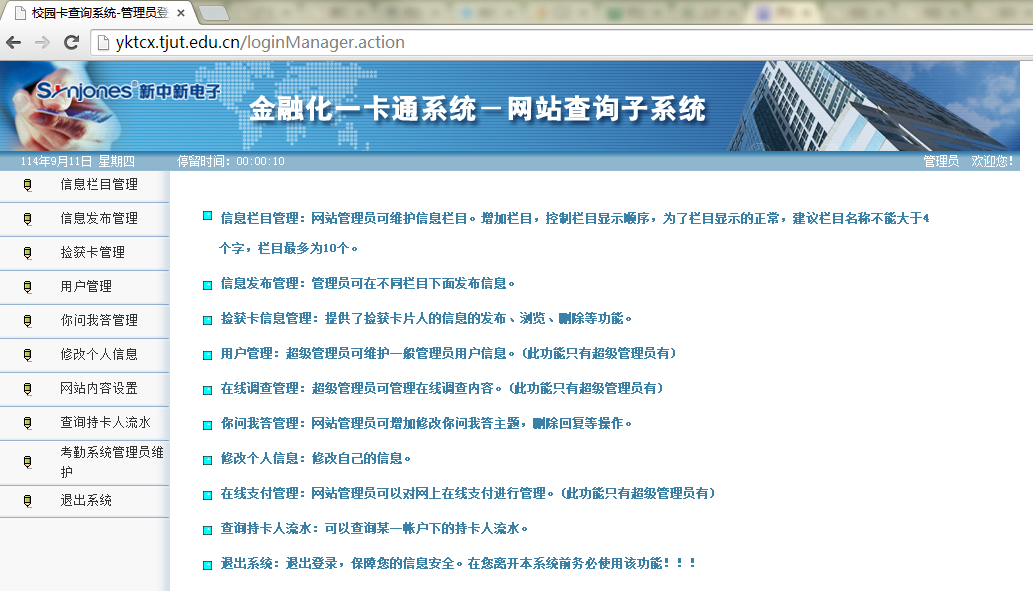 校园卡查询系统-管理员登
yktcx.tjut.edu.cn/loginManager.action
Synjones 新中新电子
金融化一卡通系统－网站查询子系统
114年9月11日 星期四 停留时间：00:00:10 管理员 欢迎您!
信息栏目管理
信息发布管理
捡获卡管理
用户管理
你问我答管理
修改个人信息
网站内容设置
查询持卡人流水
考勤系统管理员维
护
退出系统
信息栏目管理：网站管理员可维护信息栏目。增加栏目，控制栏目显示顺序，为了栏目显示的正常，建议栏目名称不能大于4
个字，栏目最多为10个。
信息发布管理：管理员可在不同栏目下面发布信息。
捡获卡信息管理：提供了捡获卡片人的信息的发布、浏览、删除等功能。
用户管理：超级管理员可维护一般管理员用户信息。（此功能只有超级管理员有）
在线调查管理：超级管理员可管理在线调查内容。（此功能只有超级管理员有）
你问我答管理：网站管理员可增加修改你问我答主题，删除回复等操作。
修改个人信息：修改自己的信息。
在线支付管理：网站管理员可以对网上在线支付进行管理。（此功能只有超级管理员有）
查询持卡人流水：可以查询某一帐户下的持卡人流水。
退出系统：退出登录，保障您的信息安全。在您离开本系统前务必使用该功能！！！